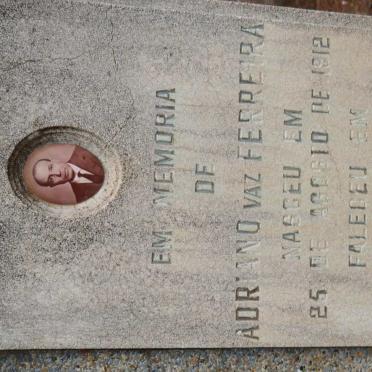 EM MEMORIA
DE
ADRIANO VAZ FERREIRA
NASCEU EM
25 DE AGOSTO DE 1912
FALECEU EM